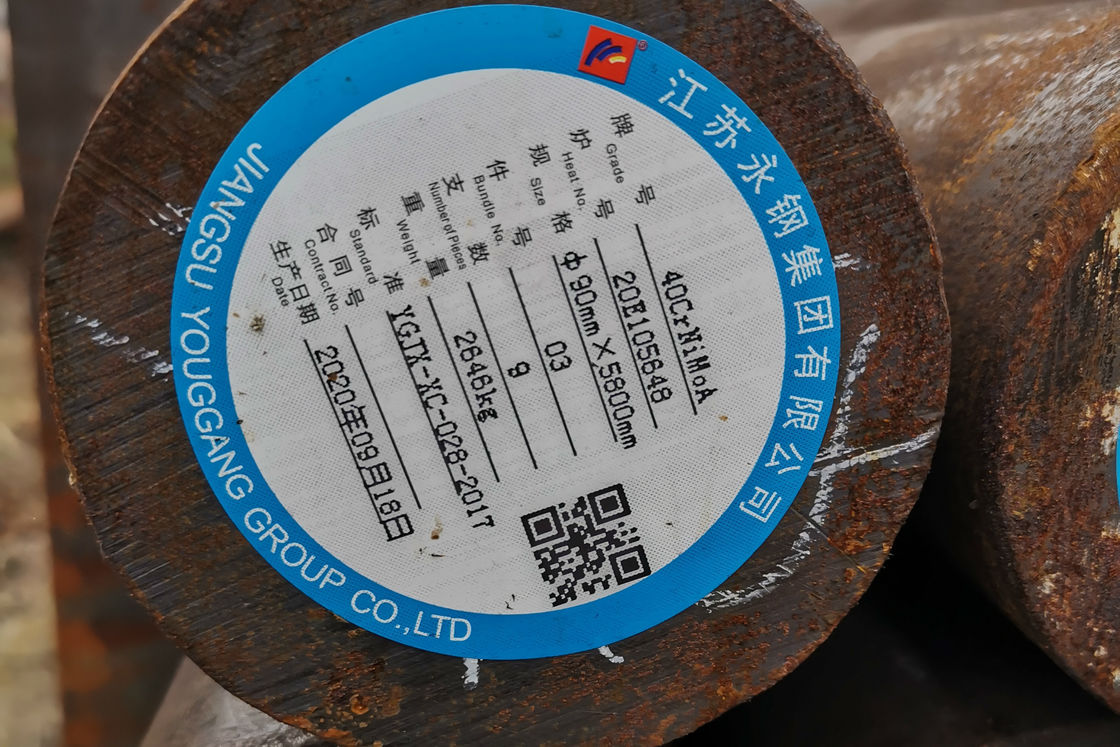 江苏永钢集团有限公司
牌号 40CrNiMoA
Grade
炉号 20E105848
Heat No.
规格 Φ90mm×5800mm
Size
件号 03
Bundle No.
支数 9
Number of Pieces
重量 2648kg
Weight
标准 YGJX-XC-028-2017
Standard
合同号
Contract No.
生产日期 2020年09月18日
Date
JIANGSU YOUGGANG GROUP CO.,LTD